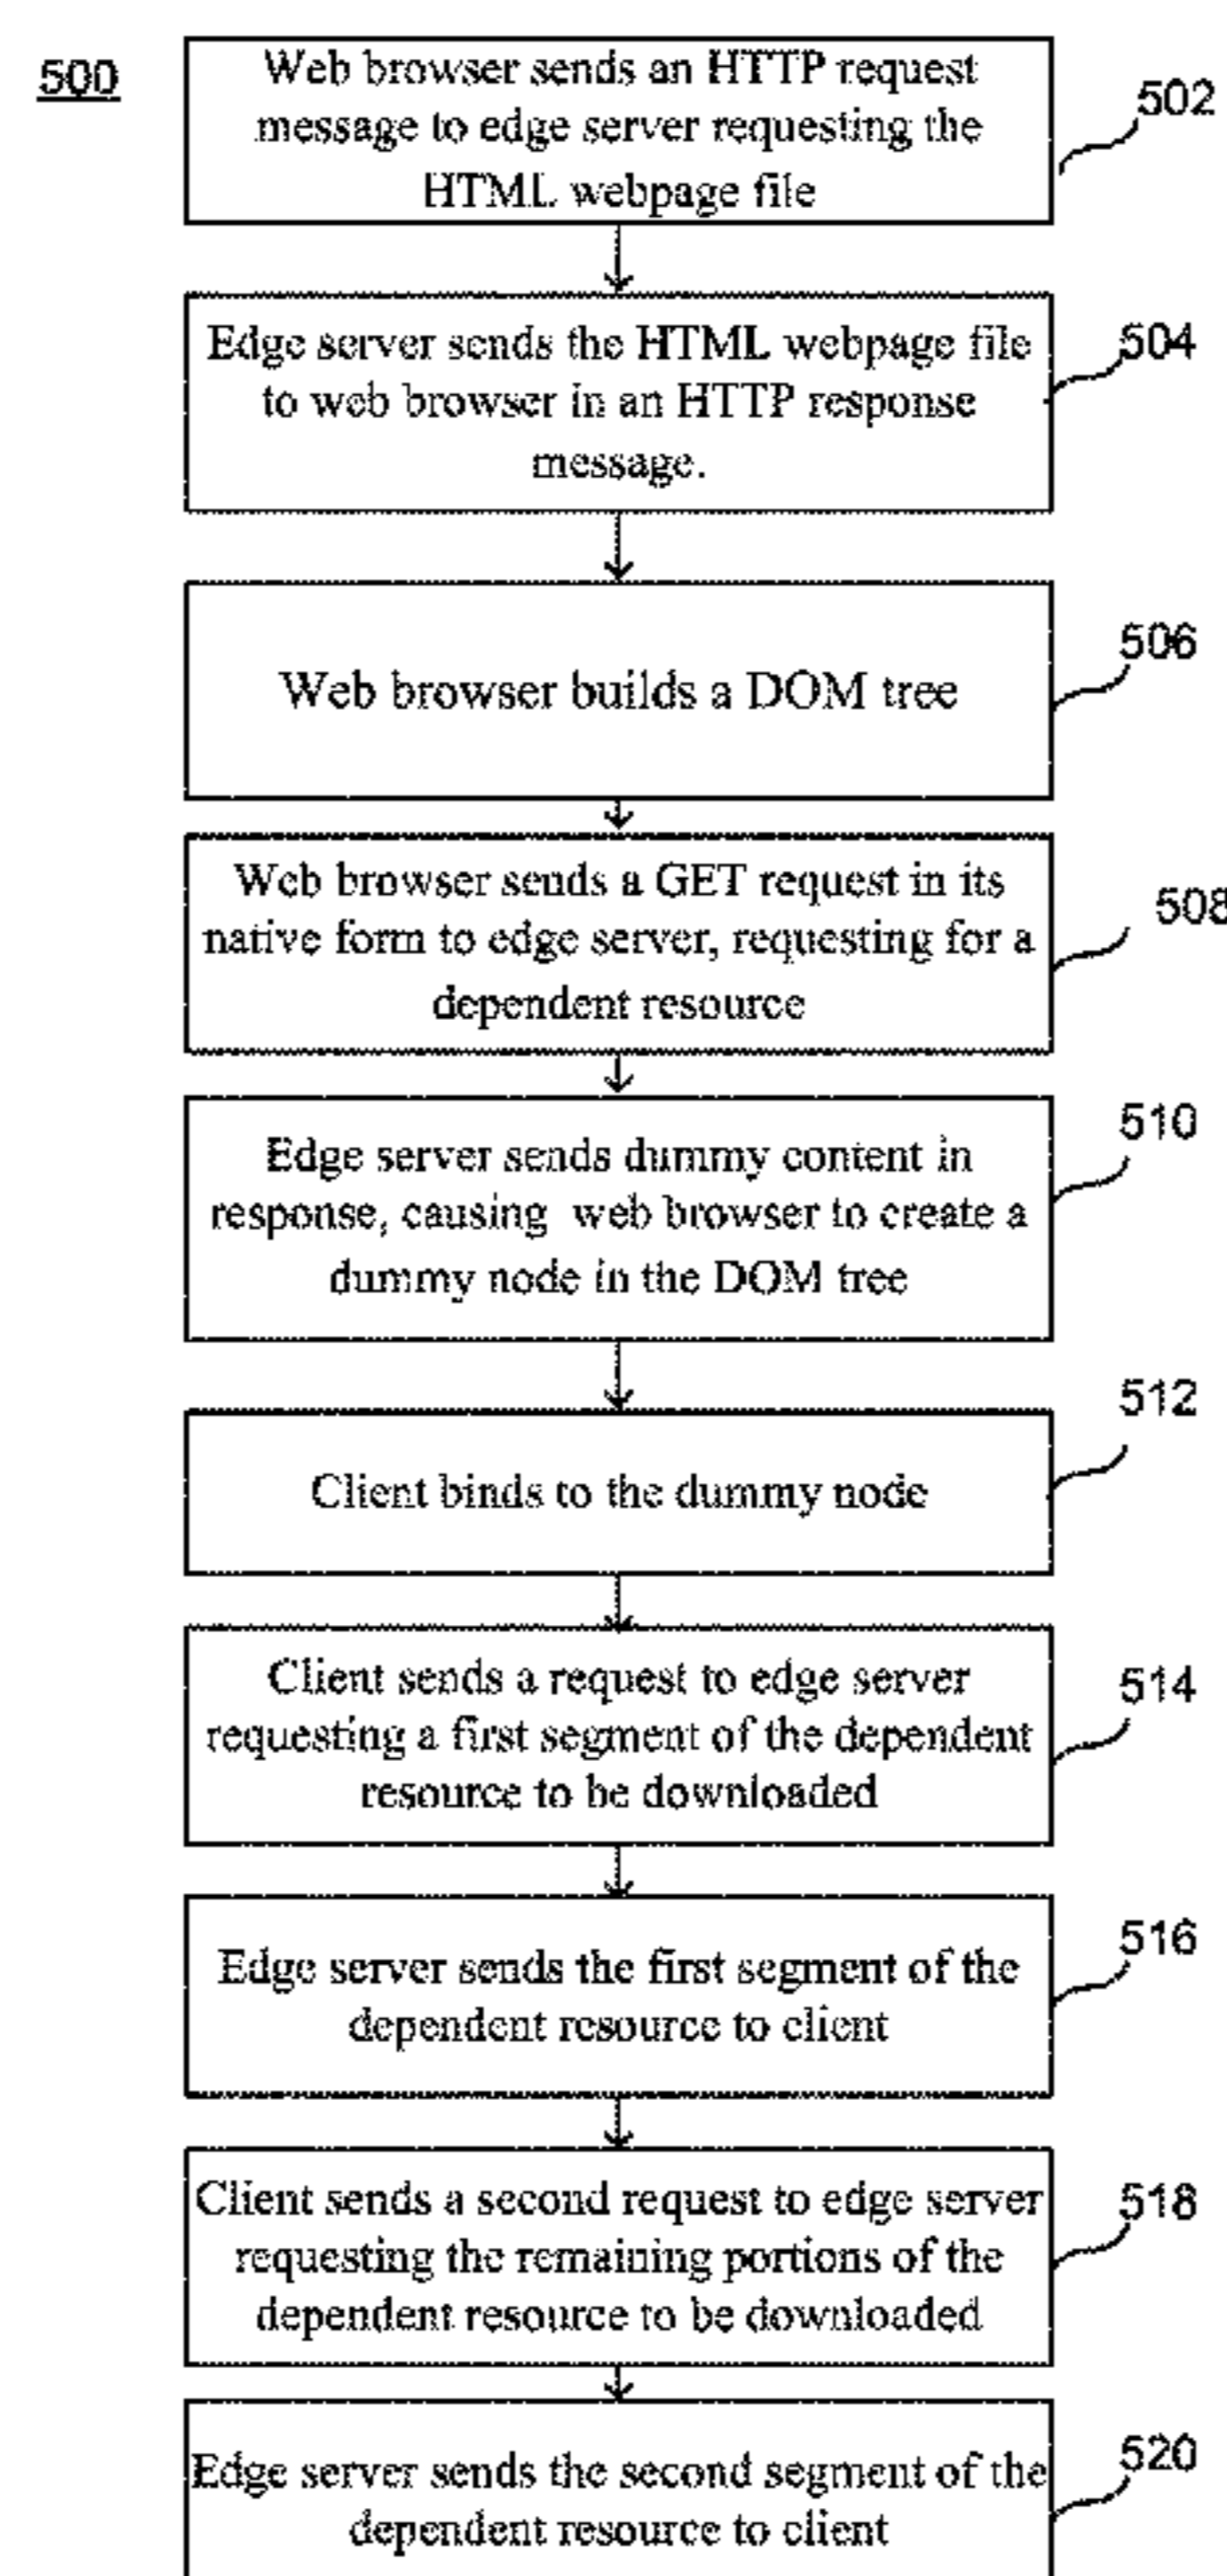 500
Web browser sends an HTTP request
message to edge server requesting the
HTML webpage file
502
Edge server sends the HTML webpage file
to web browser in an HTTP response
message.
504
Web browser builds a DOM tree
506
Web browser sends a GET request in its
native form to edge server, requesting for a
dependent resource
508
Edge server sends dummy content in
response, causing web browser to create a
dummy node in the DOM tree
510
Client binds to the dummy node
512
Client sends a request to edge server
requesting a first segment of the dependent
resource to be downloaded
514
Edge server sends the first segment of the
dependent resource to client
516
Client sends a second request to edge server
requesting the remaining portions of the
dependent resource to be downloaded
518
Edge server sends the second segment of the
dependent resource to client
520